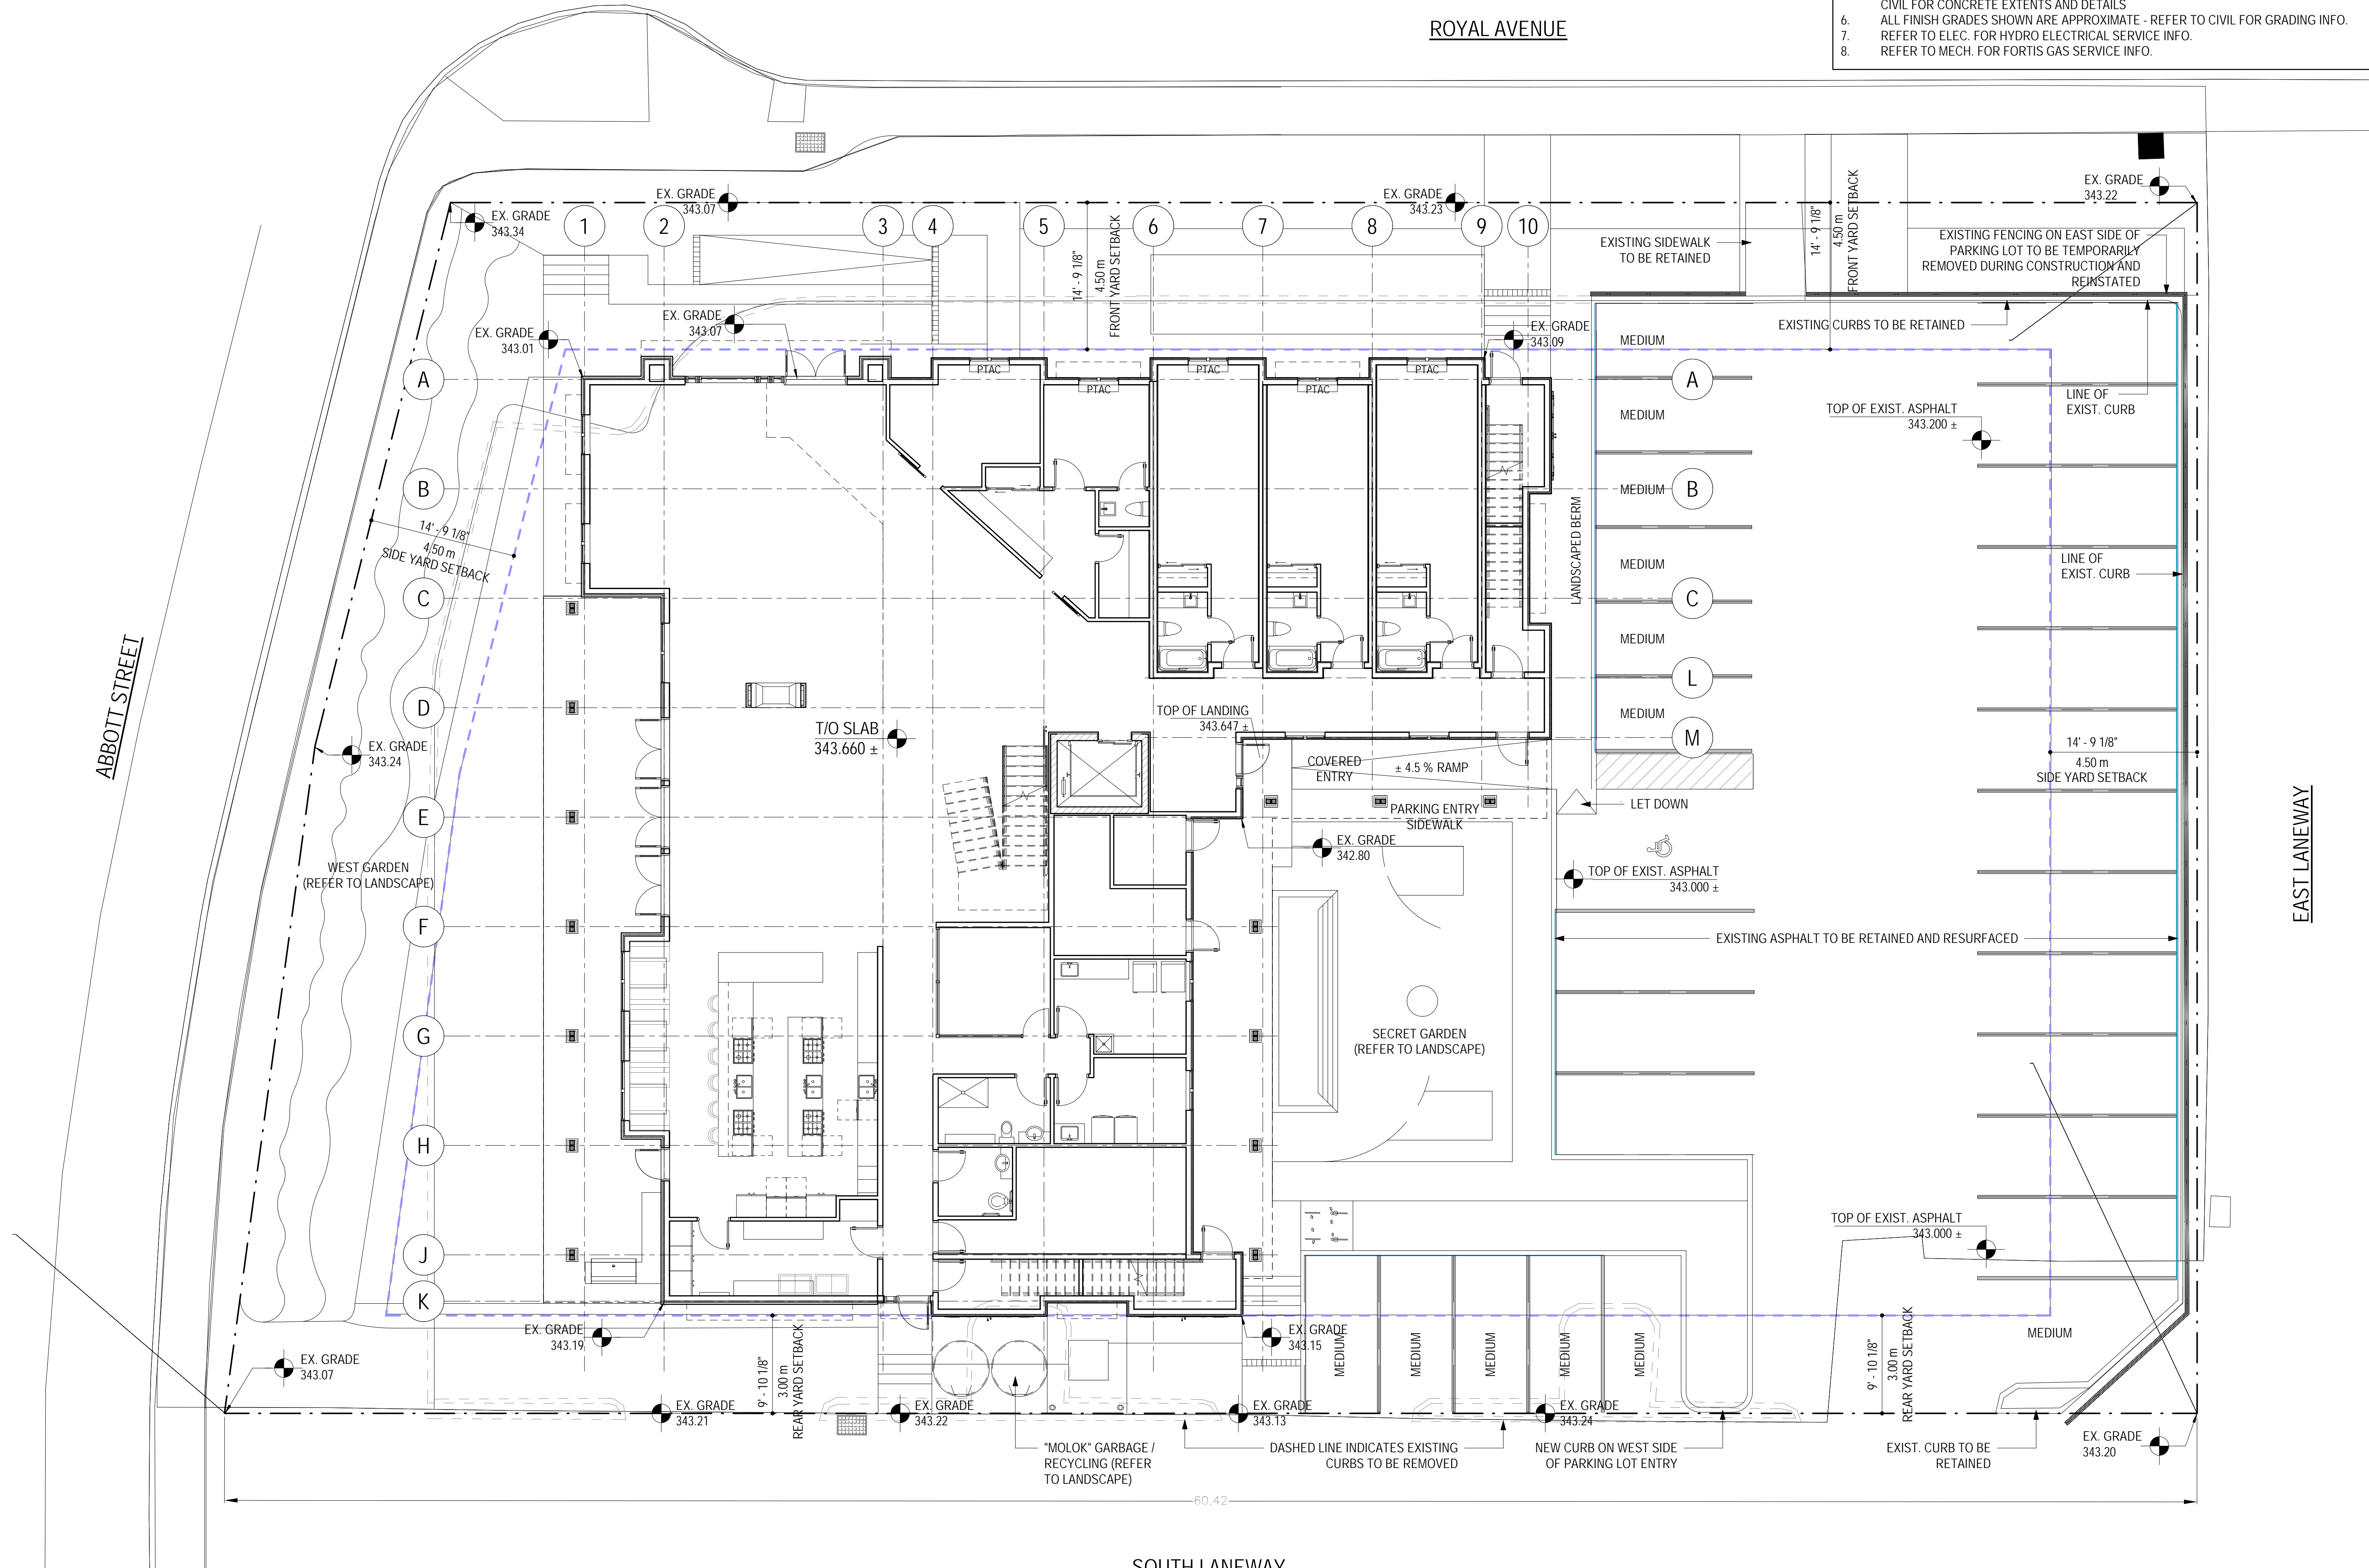 CIVIL FOR CONCRETE EXTENTS AND DETAILS
6. ALL FINISH GRADES SHOWN ARE APPROXIMATE - REFER TO CIVIL FOR GRADING INFO.
7. REFER TO ELEC. FOR HYDRO ELECTRICAL SERVICE INFO.
8. REFER TO MECH. FOR FORTIS GAS SERVICE INFO.
ROYAL AVENUE
EX. GRADE
343.34
EX. GRADE
343.07
EX. GRADE
343.23
EX. GRADE
343.22
1
2
3
4
5
6
7
8
9
10
14' - 9 1/8"
4.50 m
FRONT YARD SETBACK
14' - 9 1/8"
4.50 m
FRONT YARD SETBACK
EXISTING SIDEWALK
TO BE RETAINED
EXISTING FENCING ON EAST SIDE OF
PARKING LOT TO BE TEMPORARILY
REMOVED DURING CONSTRUCTION AND
REINSTATED
EX. GRADE
343.01
EX. GRADE
343.07
EX. GRADE
343.09
EXISTING CURBS TO BE RETAINED
LINE OF
EXIST. CURB
MEDIUM
MEDIUM
MEDIUM
MEDIUM
MEDIUM
MEDIUM
A
B
C
D
E
F
G
H
J
K
A
B
C
L
M
PTAC
PTAC
PTAC
PTAC
PTAC
TOP OF EXIST. ASPHALT
343.200 ±
LANDSCAPED BERM
LINE OF
EXIST. CURB
14' - 9 1/8"
4.50 m
SIDE YARD SETBACK
ABBOTT STREET
EX. GRADE
343.24
T/O SLAB
343.660 ±
TOP OF LANDING
343.647 ±
COVERED
ENTRY
± 4.5 % RAMP
PARKING ENTRY
SIDEWALK
LET DOWN
14' - 9 1/8"
4.50 m
SIDE YARD SETBACK
EAST LANEWAY
WEST GARDEN
(REFER TO LANDSCAPE)
EX. GRADE
342.80
TOP OF EXIST. ASPHALT
343.000 ±
EXISTING ASPHALT TO BE RETAINED AND RESURFACED
SECRET GARDEN
(REFER TO LANDSCAPE)
TOP OF EXIST. ASPHALT
343.000 ±
EX. GRADE
343.19
EX. GRADE
343.15
MEDIUM
MEDIUM
MEDIUM
MEDIUM
MEDIUM
MEDIUM
EX. GRADE
343.07
9' - 10 1/8"
3.00 m
REAR YARD SETBACK
9' - 10 1/8"
3.00 m
REAR YARD SETBACK
EX. GRADE
343.21
EX. GRADE
343.22
EX. GRADE
343.13
EX. GRADE
343.24
EX. GRADE
343.20
"MOLOK" GARBAGE /
RECYCLING (REFER
TO LANDSCAPE)
DASHED LINE INDICATES EXISTING
CURBS TO BE REMOVED
NEW CURB ON WEST SIDE
OF PARKING LOT ENTRY
EXIST. CURB TO BE
RETAINED
60.42
SOUTH LANEWAY